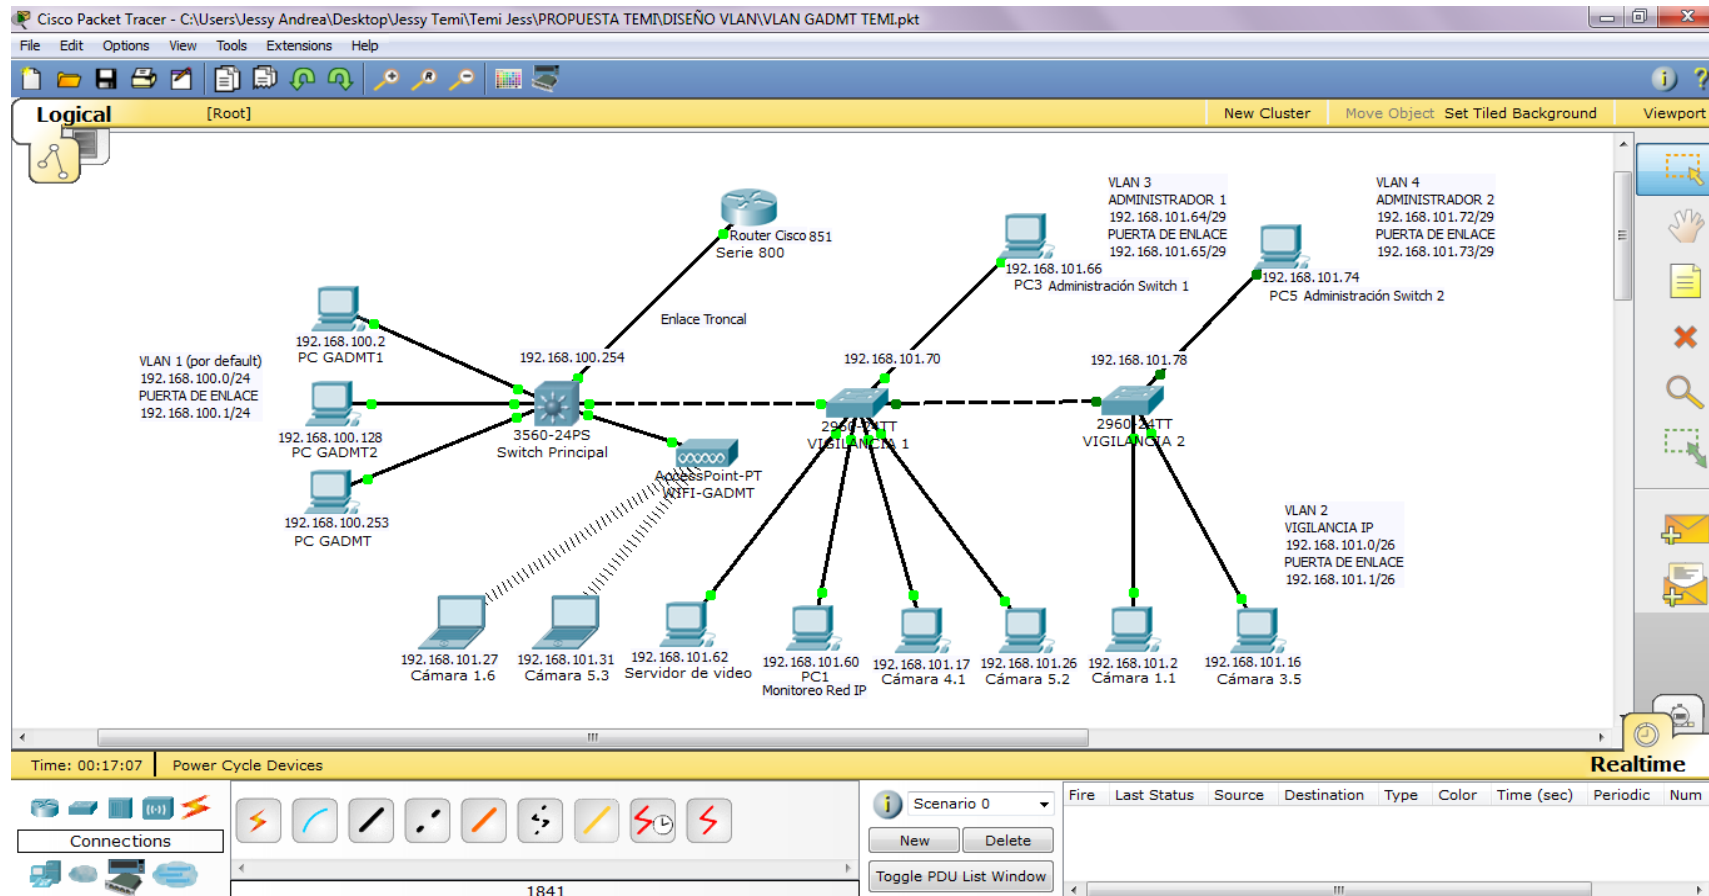 Cisco Packet Tracer - C:\Users\Jessy Andrea\Desktop\Jessy Temi\Temi Jess\PROPUESTA TEMI\DISEÑO VLAN\VLAN GADMT TEMI.pkt
File Edit Options View Tools Extensions Help
Logical [Root] New Cluster Move Object Set Tiled Background Viewport
VLAN 3
ADMINISTRADOR 1
192.168.101.64/29
PUERTA DE ENLACE
192.168.101.65/29
VLAN 4
ADMINISTRADOR 2
192.168.101.72/29
PUERTA DE ENLACE
192.168.101.73/29
Router Cisco 851
Serie 800
192.168.101.66
PC3 Administración Switch 1
192.168.101.74
PC5 Administración Switch 2
Enlace Troncal
192.168.100.2
PC GADMT1
VLAN 1 (por default)
192.168.100.0/24
PUERTA DE ENLACE
192.168.100.1/24
192.168.100.254
192.168.101.70
192.168.101.78
192.168.100.128
PC GADMT2
3560-24PS
Switch Principal
2960-24TT
VIGILANCIA 1
2960-24TT
VIGILANCIA 2
AccessPoint-PT
WIFI-GADMT
192.168.100.253
PC GADMT
VLAN 2
VIGILANCIA IP
192.168.101.0/26
PUERTA DE ENLACE
192.168.101.1/26
192.168.101.27
Cámara 1.6
192.168.101.31
Cámara 5.3
192.168.101.62
Servidor de video
192.168.101.60
PC1
Monitoreo Red IP
192.168.101.17
Cámara 4.1
192.168.101.26
Cámara 5.2
192.168.101.2
Cámara 1.1
192.168.101.16
Cámara 3.5
Time: 00:17:07 Power Cycle Devices Realtime
Connections
1841
Scenario 0
New Delete
Toggle PDU List Window
Fire Last Status Source Destination Type Color Time (sec) Periodic Num